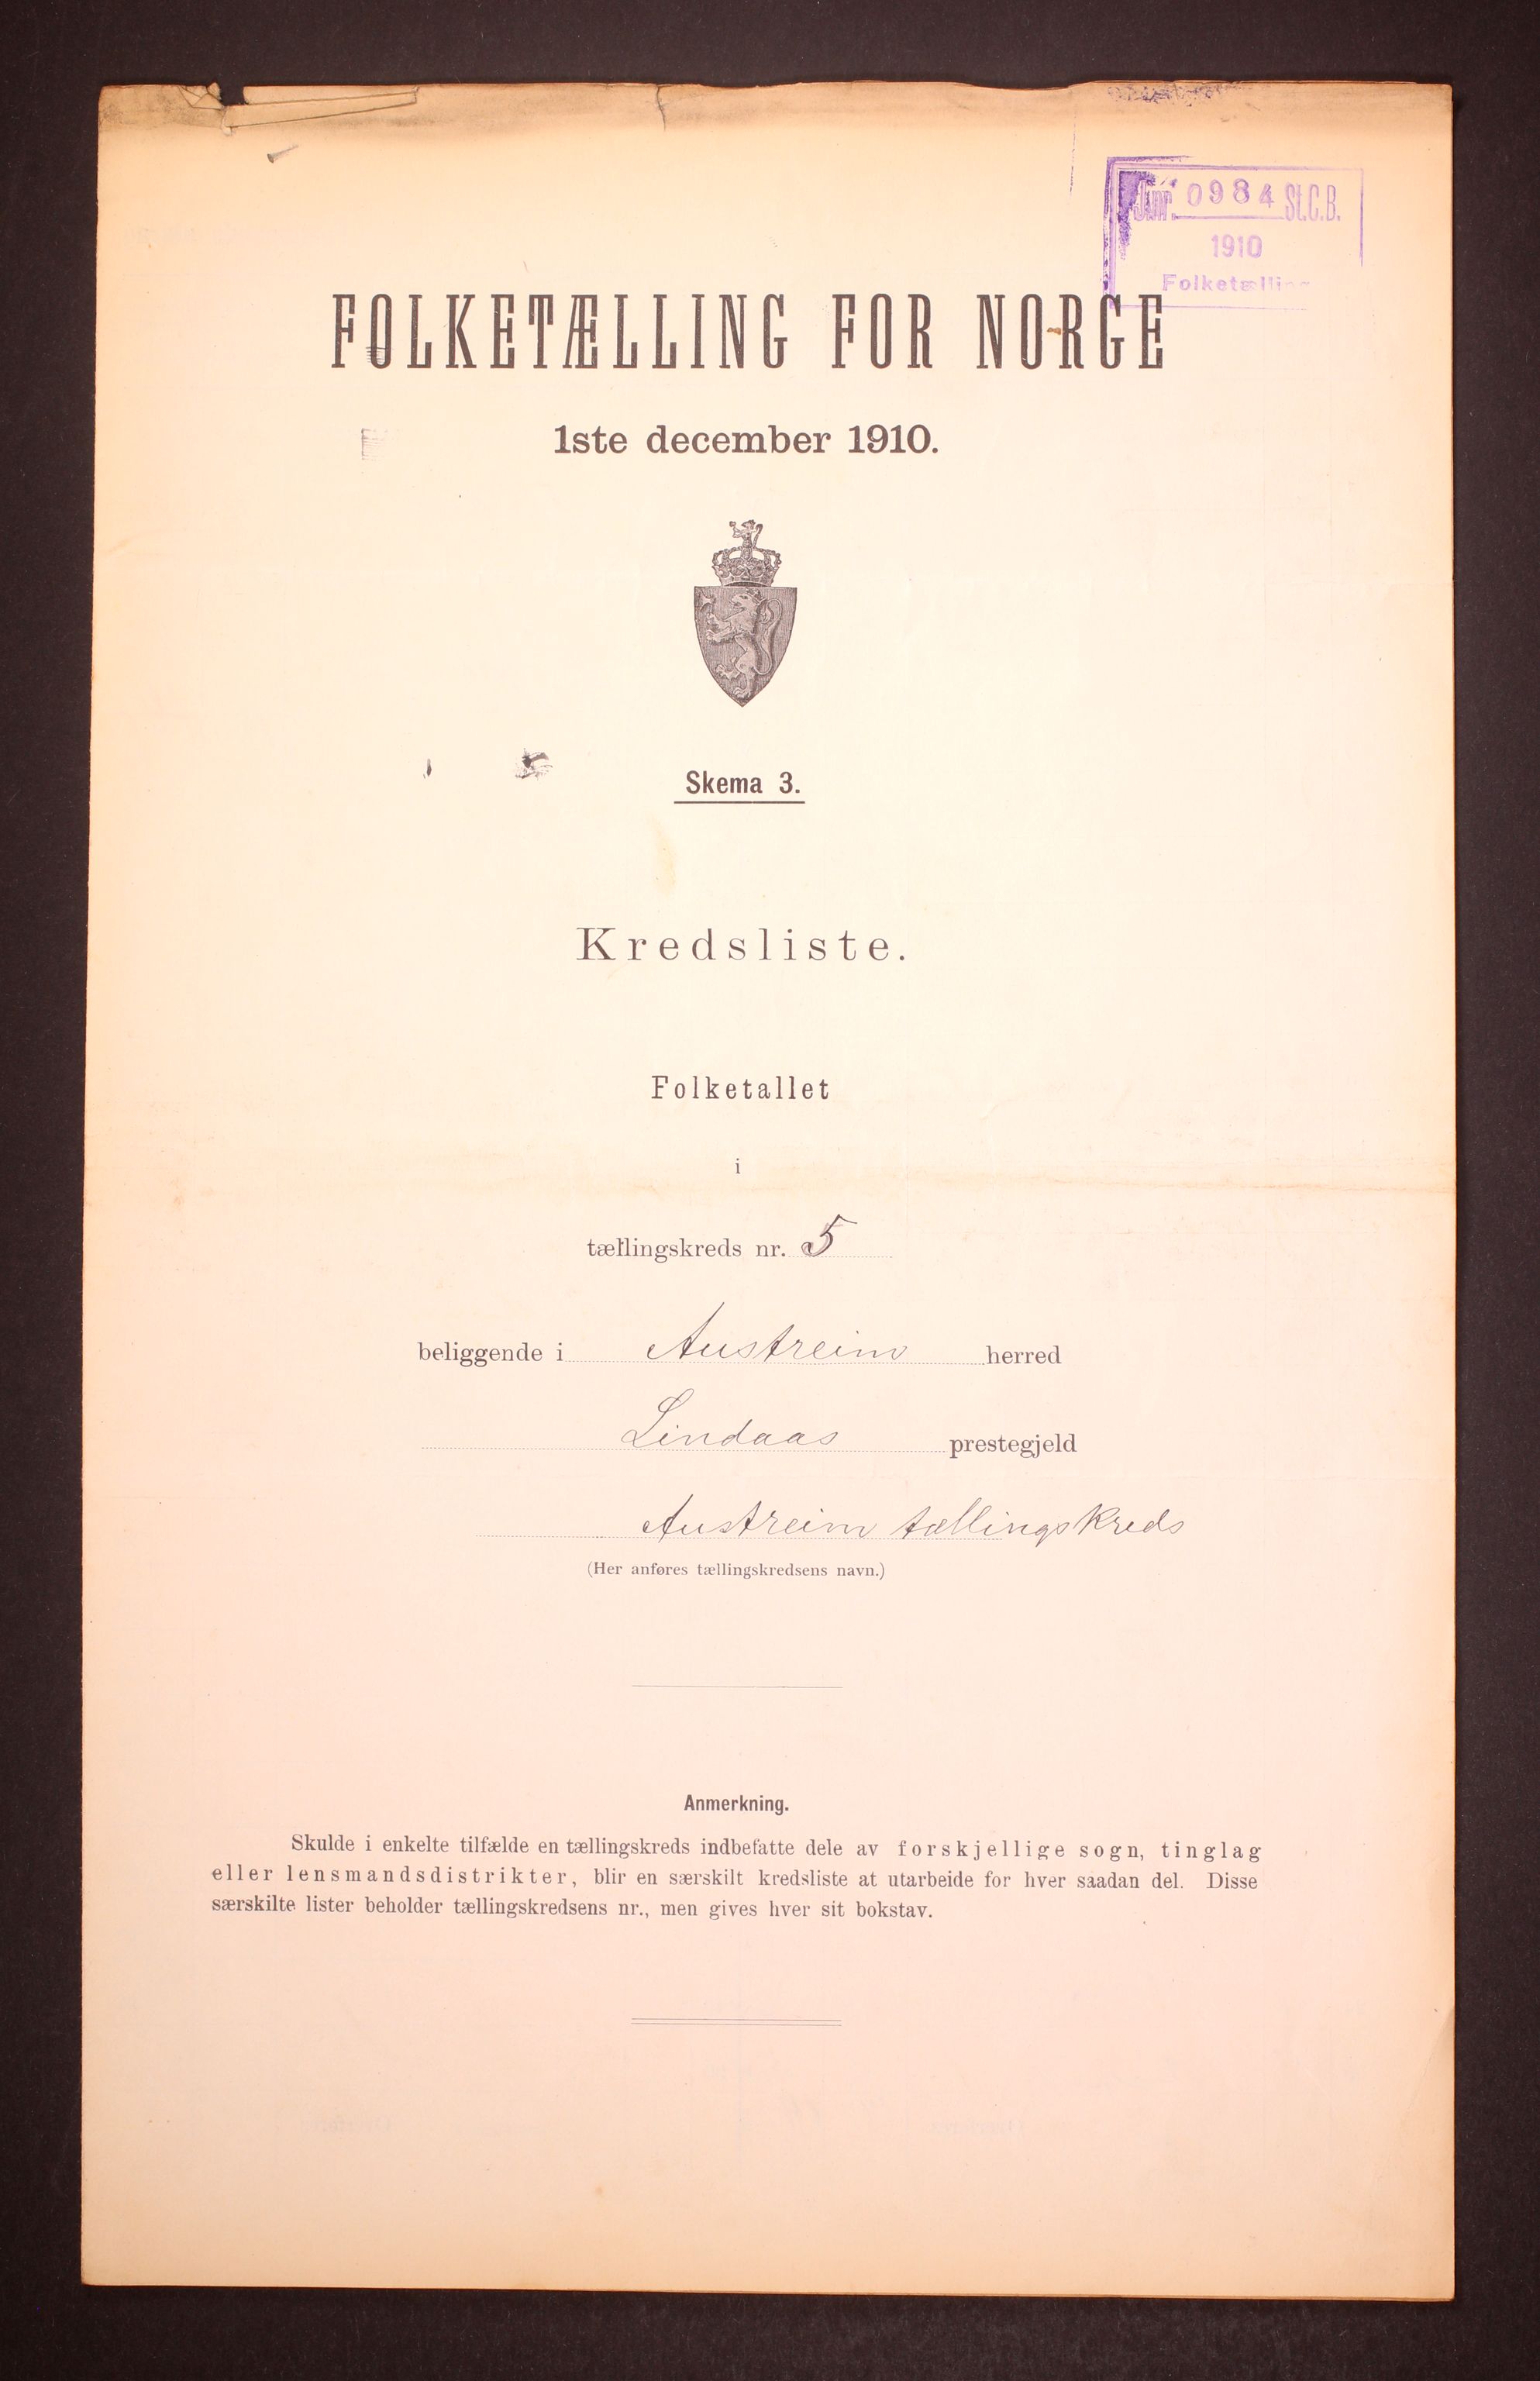 Jnr. 0984 St.C.B.
1910
Folketælling
FOLKETÆLLING FOR NORGE
1ste december 1910.
Skema 3.
Kredsliste.
Folketallet
i
tællingskreds nr. 5
beliggende i Austreim herred
Lindaas prestegjeld
Austreim tællingskreds
(Her anføres tællingskredsens navn.)
Anmerkning.
Skulde i enkelte tilfælde en tællingskreds indbefatte dele av forskjellige sogn, tinglag
eller lensmandsdistrikter, blir en særskilt kredsliste at utarbeide for hver saadan del. Disse
særskilte lister beholder tællingskredsens nr., men gives hver sit bokstav.